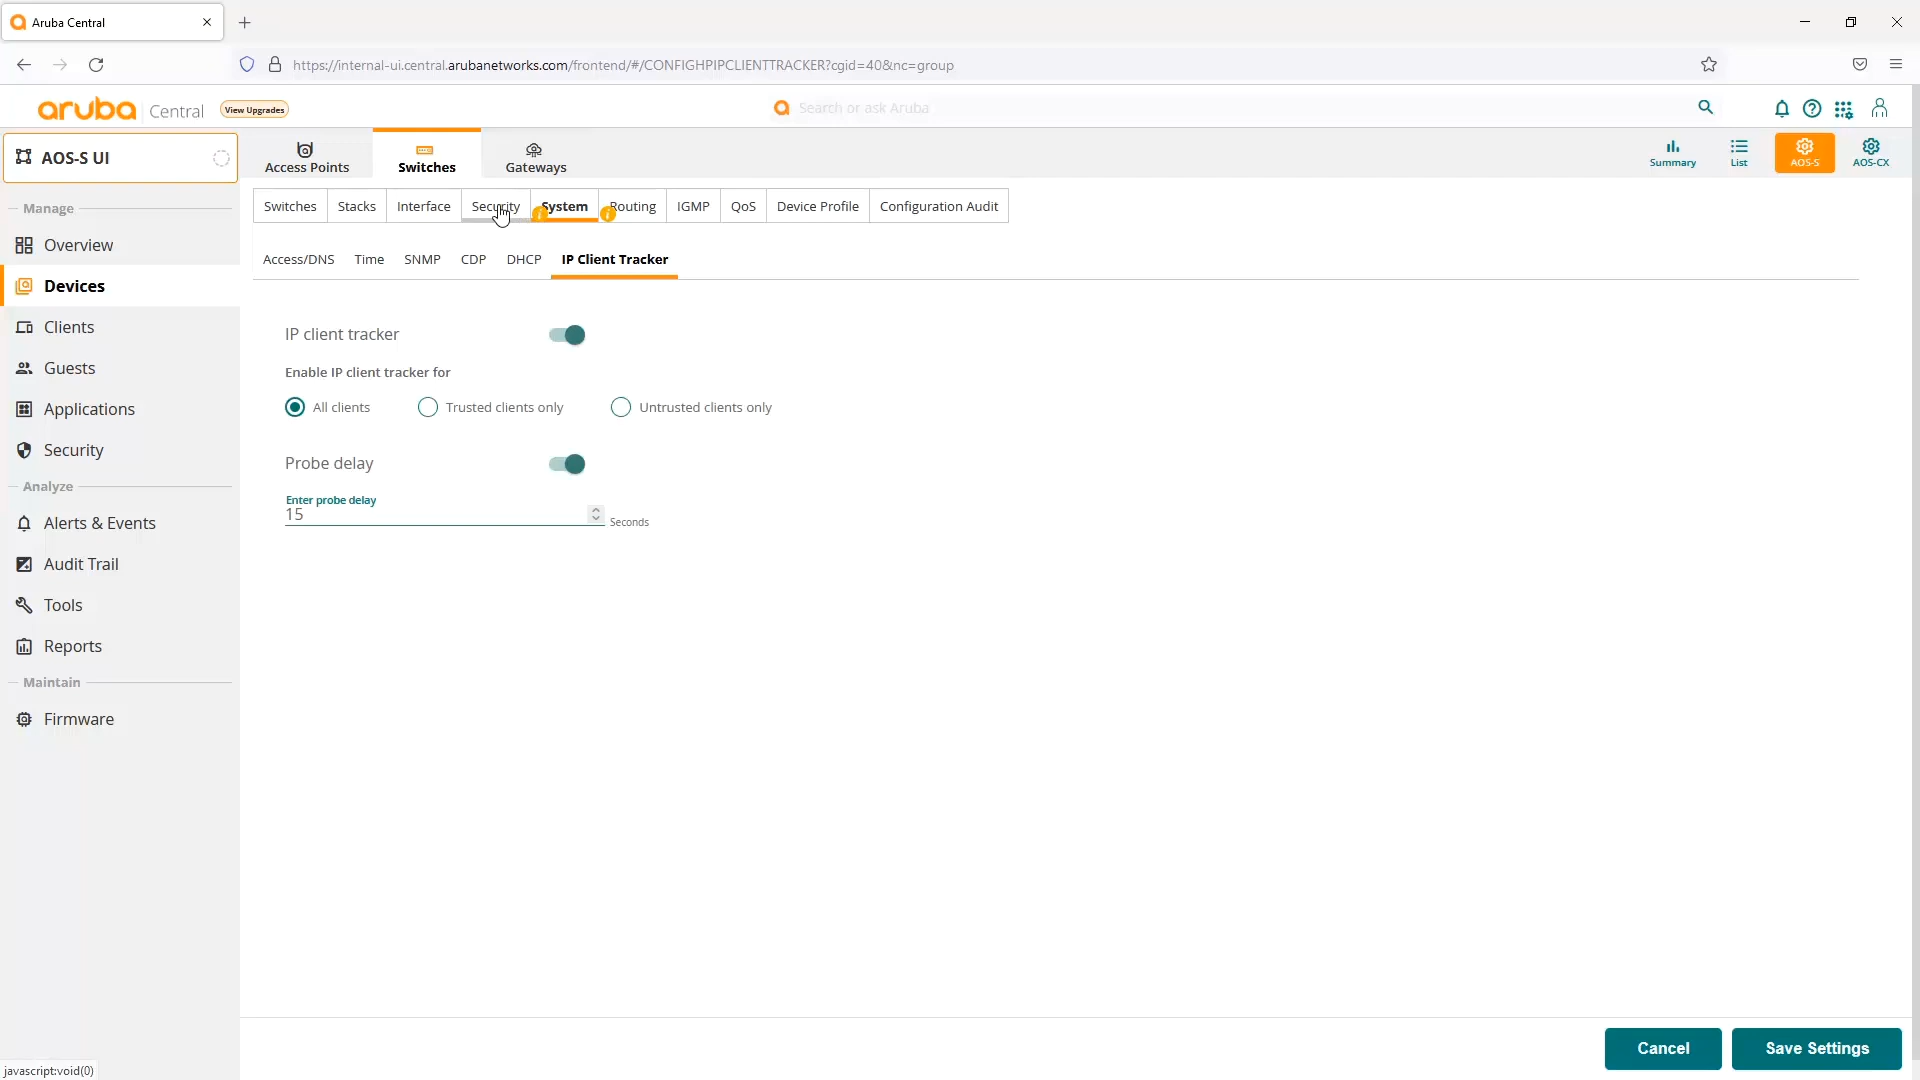 Aruba Central
https://internal-ui.central.arubanetworks.com/frontend/#/CONFIGHPIPCLIENTTRACKER?cgid=40&nc=group
aruba Central View Upgrades
Search or ask Aruba
AOS-S UI
Access Points
Switches
Gateways
Summary
List
AOS-S
AOS-CX
Manage
Overview
Devices
Clients
Guests
Applications
Security
Analyze
Alerts & Events
Audit Trail
Tools
Reports
Maintain
Firmware
Switches Stacks Interface Security System Routing IGMP QoS Device Profile Configuration Audit
Access/DNS Time SNMP CDP DHCP IP Client Tracker
IP client tracker
Enable IP client tracker for
All clients Trusted clients only Untrusted clients only
Probe delay
Enter probe delay
15
Seconds
Cancel Save Settings
javascript:void(0)